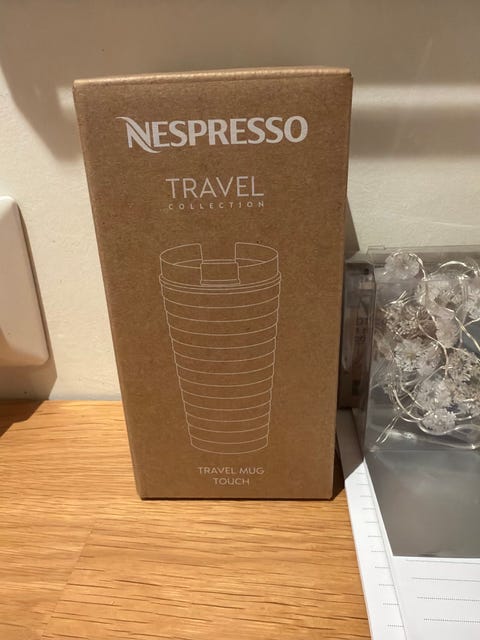 NESPRESSO
TRAVEL
COLLECTION
TRAVEL MUG
TOUCH